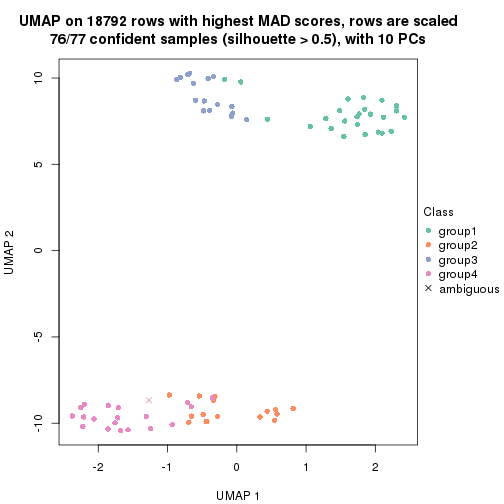 UMAP on 18792 rows with highest MAD scores, rows are scaled
76/77 confident samples (silhouette > 0.5), with 10 PCs
10
5
0
-5
-10
UMAP 2
-2
-1
0
1
2
UMAP 1
Class
group1
group2
group3
group4
ambiguous